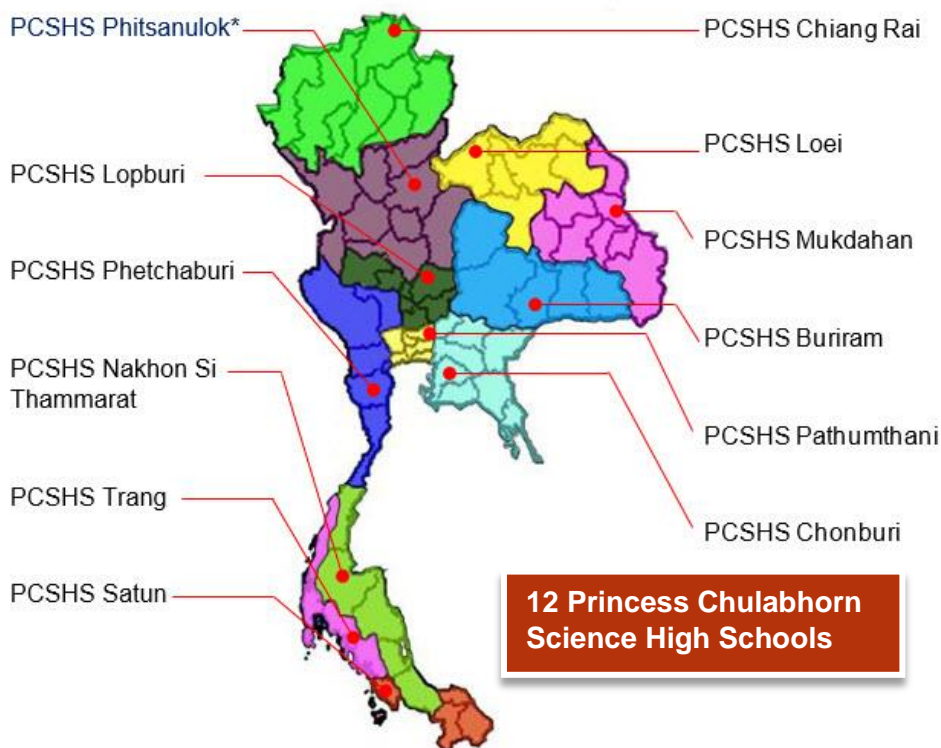 PCSHS Phitsanulok*
PCSHS Lopburi
PCSHS Phetchaburi
PCSHS Nakhon Si
Thammarat
PCSHS Trang
PCSHS Satun
PCSHS Chiang Rai
PCSHS Loei
PCSHS Mukdahan
PCSHS Buriram
PCSHS Pathumthani
PCSHS Chonburi
12 Princess Chulabhorn
Science High Schools